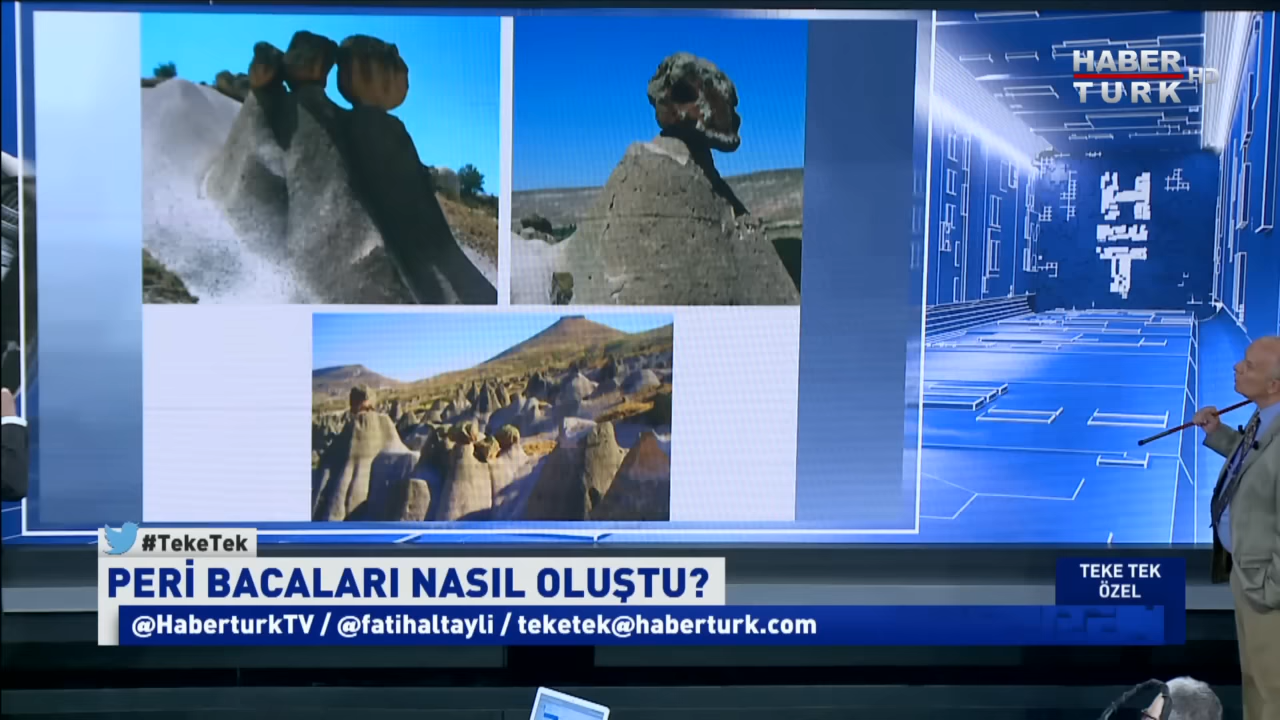 HABER
TURK
HD
#TekeTek
PERİ BACALARI NASIL OLUŞTU?
TEKE TEK
ÖZEL
@HaberturkTV / @fatihaltayli / teketek@haberturk.com